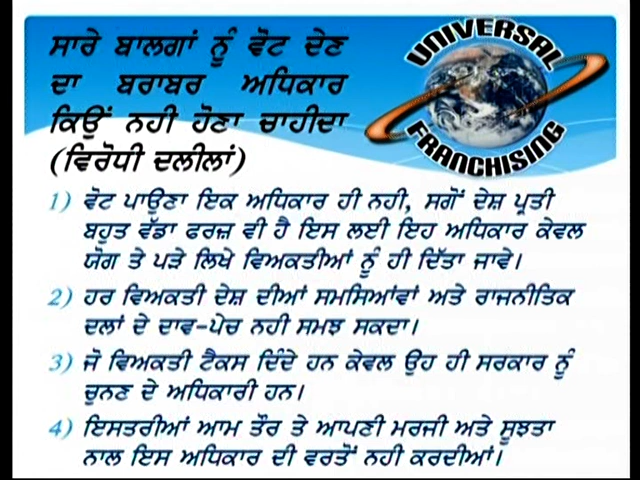 ਸਾਰੇ ਬਾਲਗਾਂ ਨੂੰ ਵੋਟ ਦੇਣ
ਦਾ ਬਰਾਬਰ ਅਧਿਕਾਰ
ਕਿਉਂ ਨਹੀ ਹੋਣਾ ਚਾਹੀਦਾ
(ਵਿਰੋਧੀ ਦਲੀਲਾਂ)
UNIVERSAL
FRANCHISING
1) ਵੋਟ ਪਾਉਣਾ ਇਕ ਅਧਿਕਾਰ ਹੀ ਨਹੀ, ਸਗੋਂ ਦੇਸ਼ ਪ੍ਰਤੀ
ਬਹੁਤ ਵੱਡਾ ਫਰਜ਼ ਵੀ ਹੈ ਇਸ ਲਈ ਇਹ ਅਧਿਕਾਰ ਕੇਵਲ
ਯੋਗ ਤੇ ਪੜੇ ਲਿਖੇ ਵਿਅਕਤੀਆਂ ਨੂੰ ਹੀ ਦਿੱਤਾ ਜਾਵੇ।
2) ਹਰ ਵਿਅਕਤੀ ਦੇਸ਼ ਦੀਆਂ ਸਮਸਿਆਂਵਾਂ ਅਤੇ ਰਾਜਨੀਤਿਕ
ਦਲਾਂ ਦੇ ਦਾਵ-ਪੇਚ ਨਹੀ ਸਮਝ ਸਕਦਾ।
3) ਜੋ ਵਿਅਕਤੀ ਟੈਕਸ ਦਿੰਦੇ ਹਨ ਕੇਵਲ ਉਹ ਹੀ ਸਰਕਾਰ ਨੂੰ
ਚੁਨਣ ਦੇ ਅਧਿਕਾਰੀ ਹਨ।
4) ਇਸਤਰੀਆਂ ਆਮ ਤੌਰ ਤੇ ਆਪਣੀ ਮਰਜੀ ਅਤੇ ਸੂਝਤਾ
ਨਾਲ ਇਸ ਅਧਿਕਾਰ ਦੀ ਵਰਤੋਂ ਨਹੀ ਕਰਦੀਆਂ।